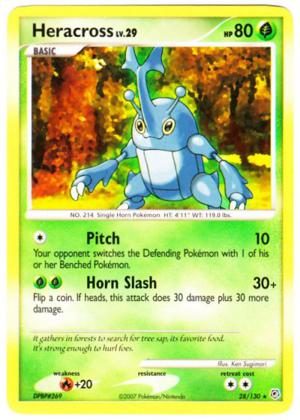 Heracross LV.29 HP 80
BASIC
NO. 214 Single Horn Pokémon HT: 4'11" WT: 119.0 lbs.
Pitch 10
Your opponent switches the Defending Pokémon with 1 of
his or her Benched Pokémon.
Horn Slash 30+
Flip a coin. If heads, this attack does 30 damage plus 30 more
damage.
It gathers in forests to search for tree sap, its favorite food.
It's strong enough to hurl foes.
Illus. Ken Sugimori
weakness resistance retreat cost
+20
DPBP#269 ©2007 Pokémon/Nintendo 28/130 ★